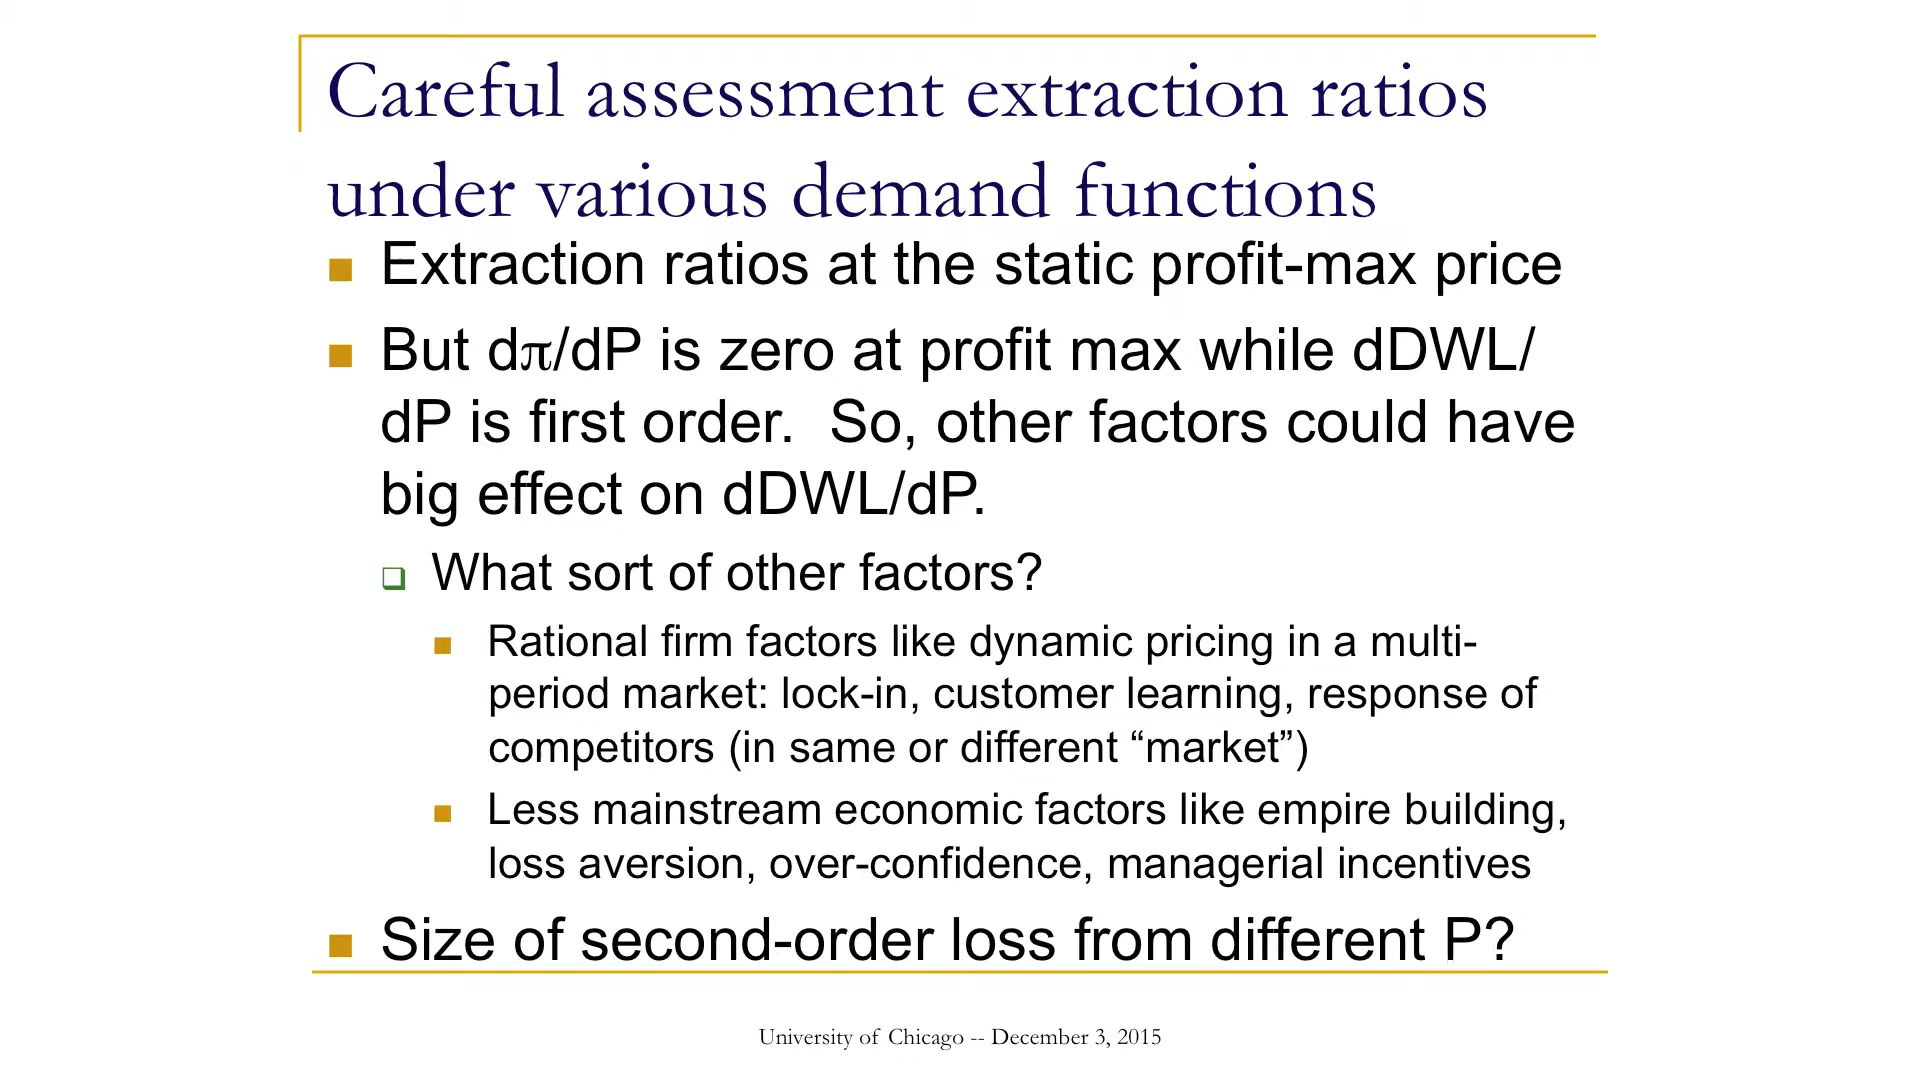 Careful assessment extraction ratios
under various demand functions
Extraction ratios at the static profit-max price
But dπ/dP is zero at profit max while dDWL/
dP is first order.  So, other factors could have
big effect on dDWL/dP.
What sort of other factors?
Rational firm factors like dynamic pricing in a multi-
period market: lock-in, customer learning, response of
competitors (in same or different “market”)
Less mainstream economic factors like empire building,
loss aversion, over-confidence, managerial incentives
Size of second-order loss from different P?
University of Chicago -- December 3, 2015